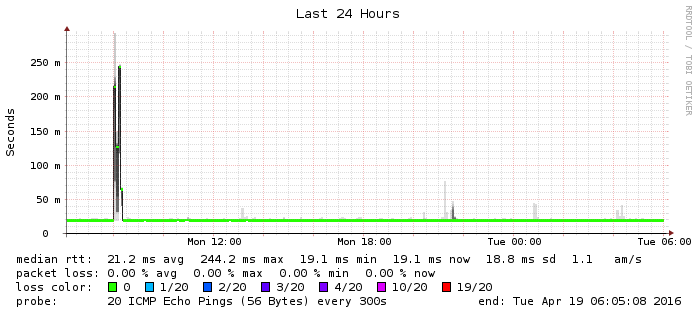 Last 24 Hours
RRDTOOL / TOBI OETIKER
Seconds
250 m
200 m
150 m
100 m
50 m
0
Mon 12:00 Mon 18:00 Tue 00:00 Tue 06:00
median rtt: 21.2 ms avg 244.2 ms max 19.1 ms min 19.1 ms now 18.8 ms sd 1.1 am/s
packet loss: 0.00 % avg 0.00 % max 0.00 % min 0.00 % now
loss color: 0 1/20 2/20 3/20 4/20 10/20 19/20
probe: 20 ICMP Echo Pings (56 Bytes) every 300s end: Tue Apr 19 06:05:08 2016